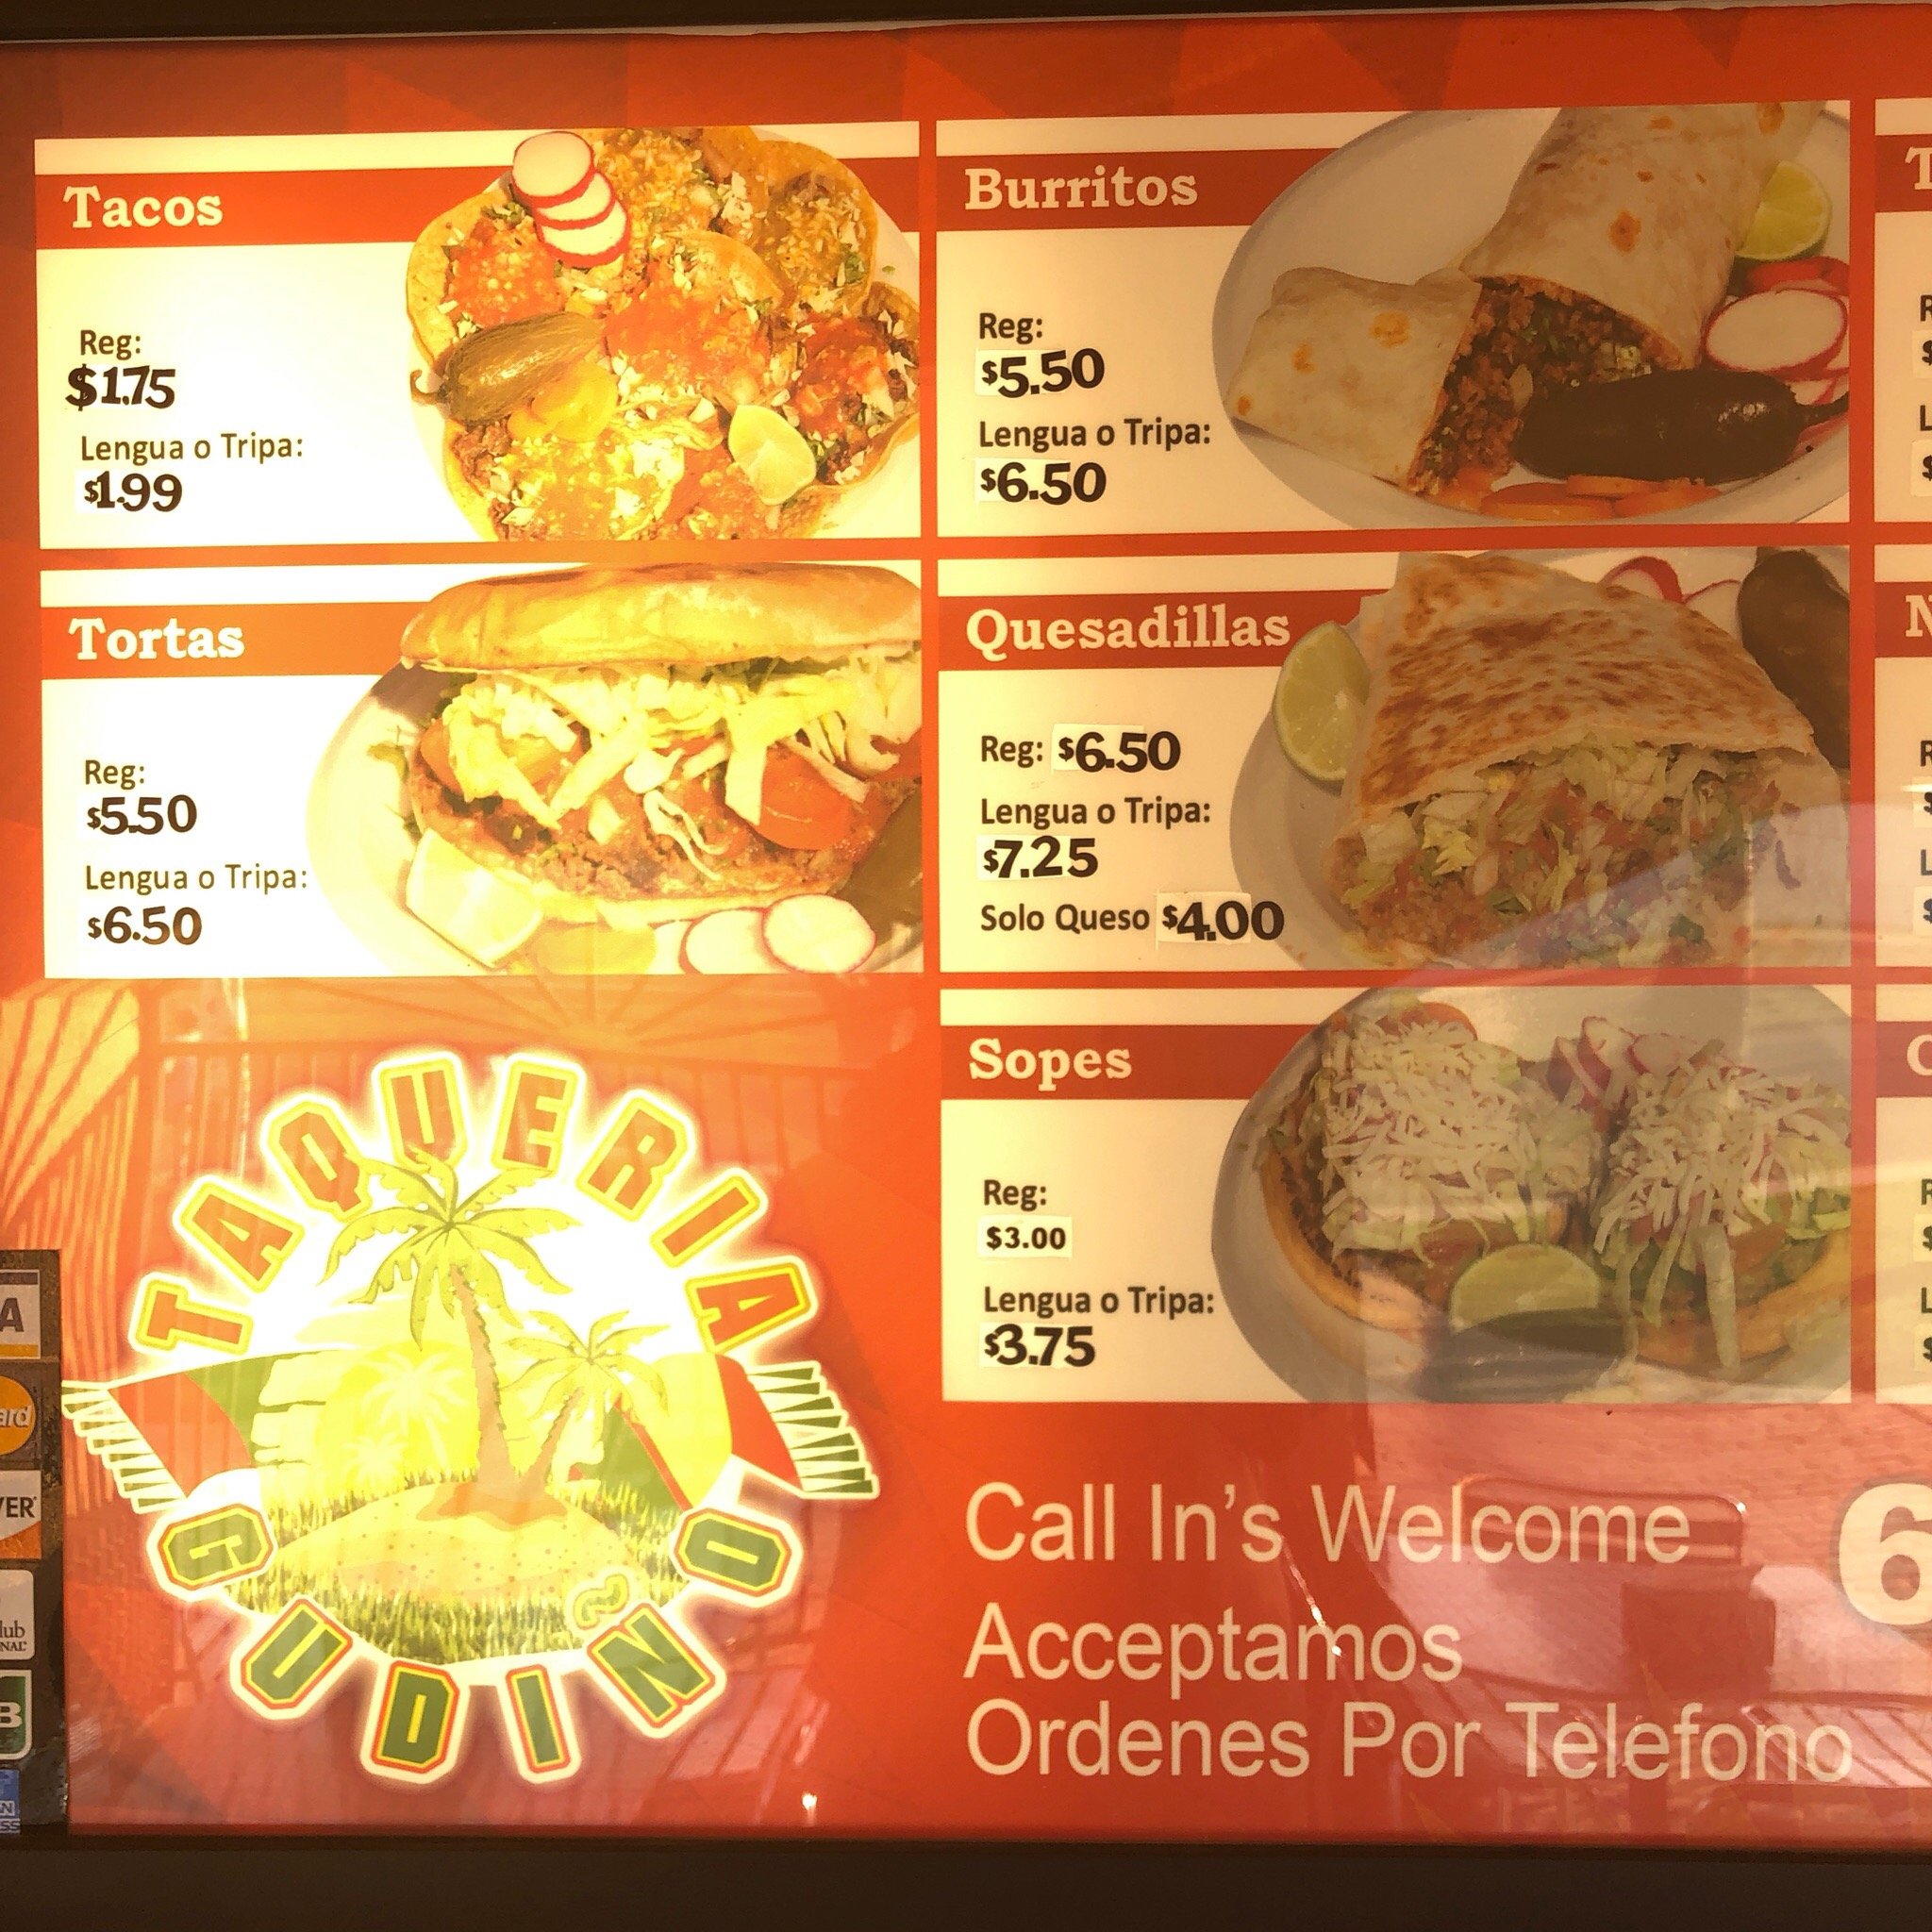 Tacos
Reg:
$1.75
Lengua o Tripa:
$1.99
Burritos
Reg:
$5.50
Lengua o Tripa:
$6.50
Tortas
Reg:
$5.50
Lengua o Tripa:
$6.50
Quesadillas
Reg: $6.50
Lengua o Tripa:
$7.25
Solo Queso $4.00
Sopes
Reg:
$3.00
Lengua o Tripa:
$3.75
TAQUERIA
GUDIÑO
Call In's Welcome
Acceptamos
Ordenes Por Telefono
6